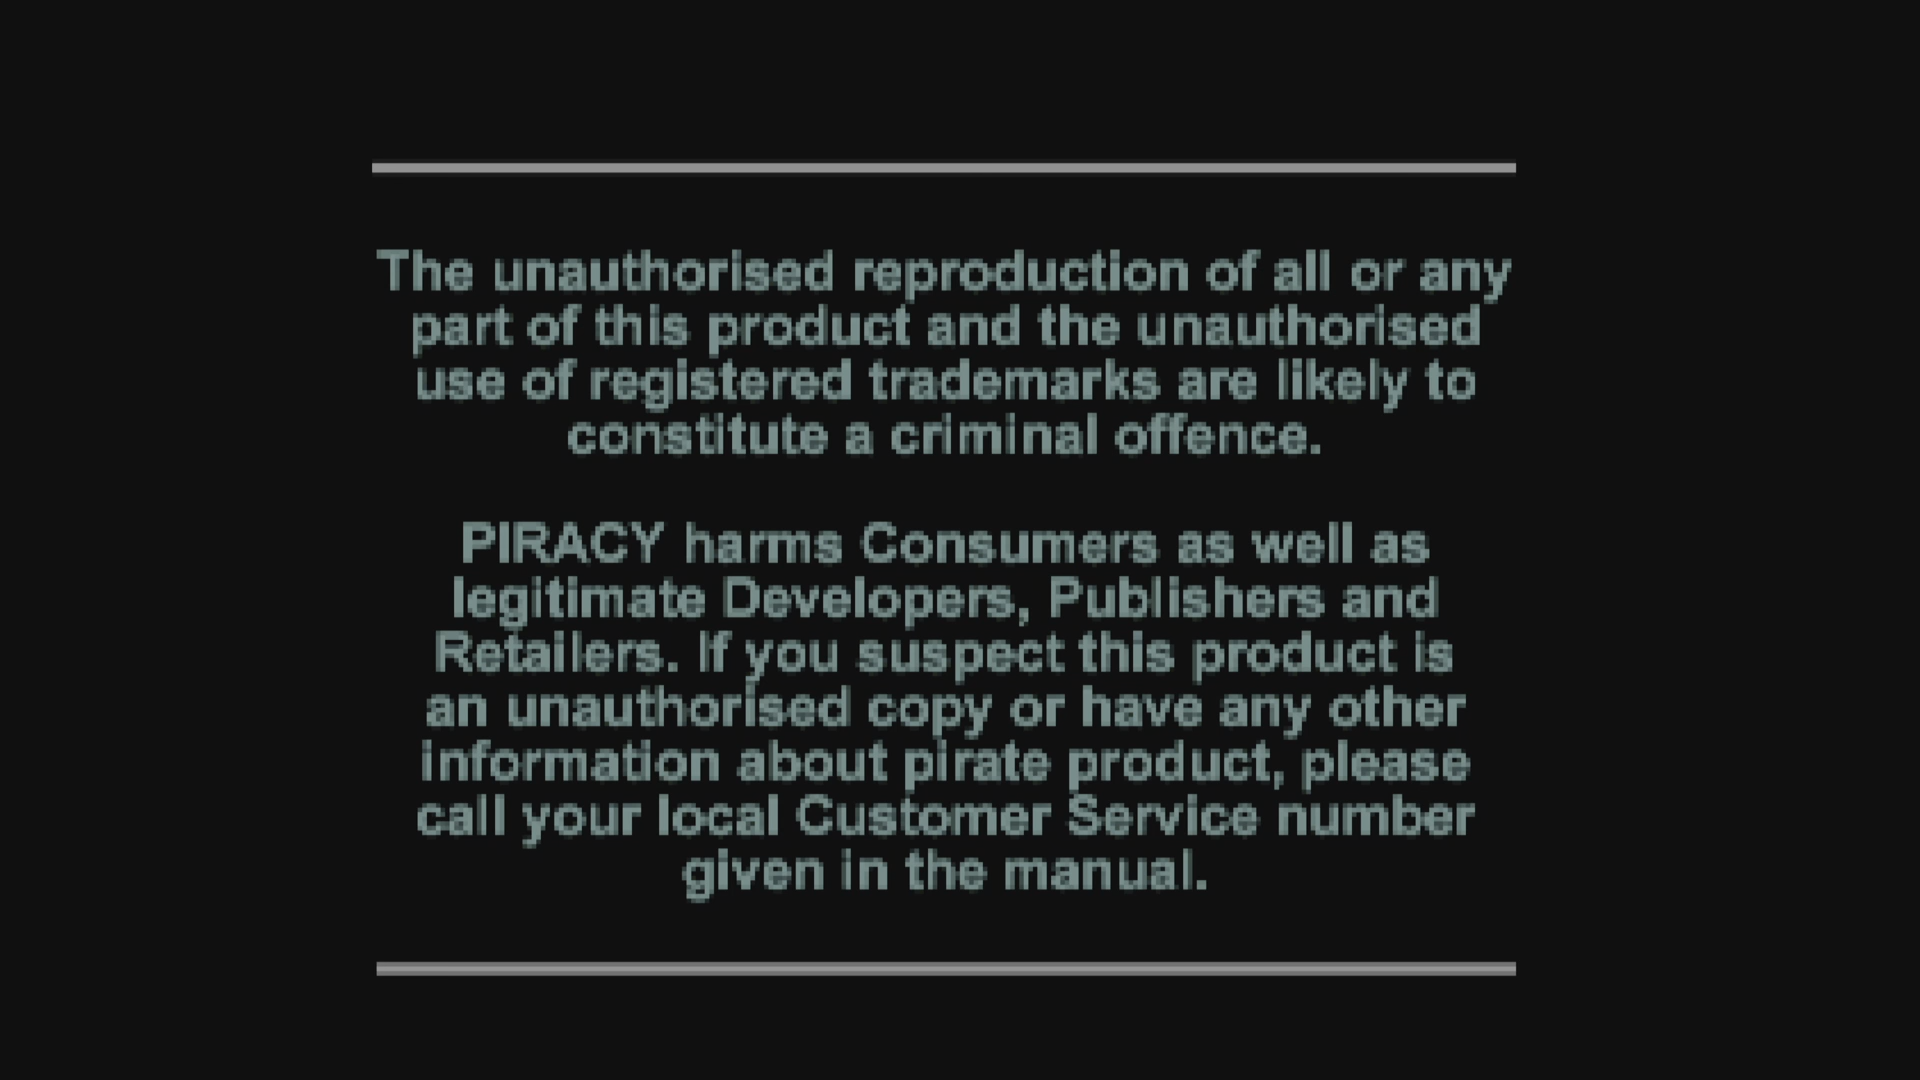 The unauthorised reproduction of all or any
part of this product and the unauthorised
use of registered trademarks are likely to
constitute a criminal offence.
PIRACY harms Consumers as well as
legitimate Developers, Publishers and
Retailers. If you suspect this product is
an unauthorised copy or have any other
information about pirate product, please
call your local Customer Service number
given in the manual.